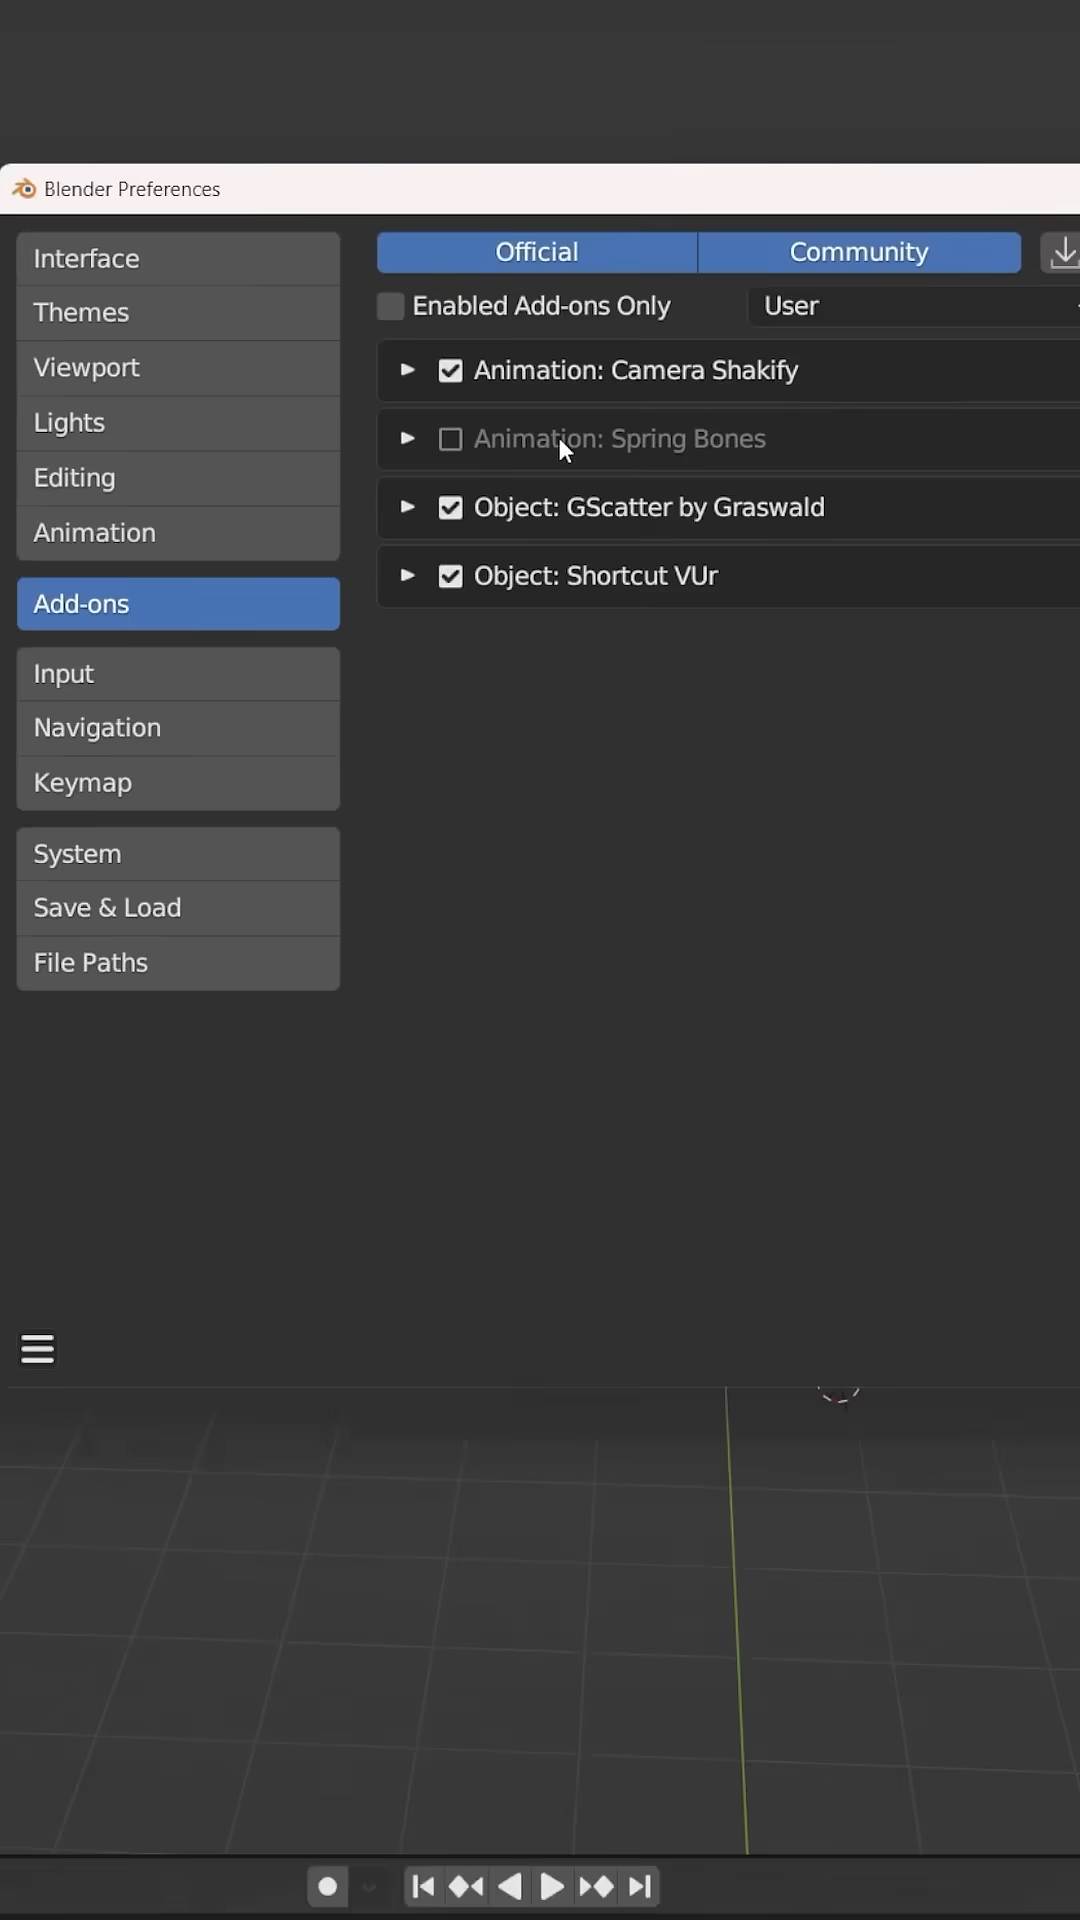 Blender Preferences
Interface
Themes
Viewport
Lights
Editing
Animation
Add-ons
Input
Navigation
Keymap
System
Save & Load
File Paths
Official
Community
Enabled Add-ons Only
User
Animation: Camera Shakify
Animation: Spring Bones
Object: GScatter by Graswald
Object: Shortcut VUr